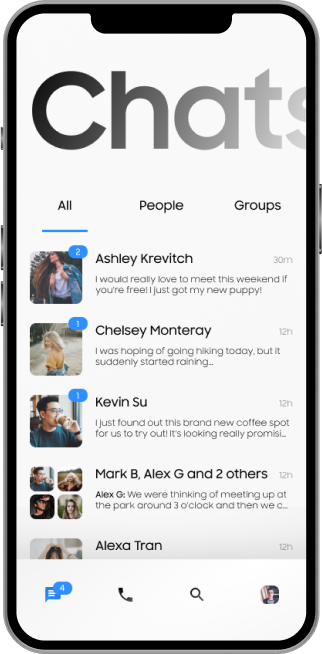 Chats
All People Groups
2
Ashley Krevitch 30m
I would really love to meet this weekend if
you're free! I just got my new puppy!
1
Chelsey Monteray 12h
I was hoping of going hiking today, but it
suddenly started raining...
1
Kevin Su 12h
I just found out this brand new coffee spot
for us to try out! It's looking really promisi...
Mark B, Alex G and 2 others 12h
Alex G: We were thinking of meeting up at
the park around 3 o'clock and then we c...
Alexa Tran 12h
4